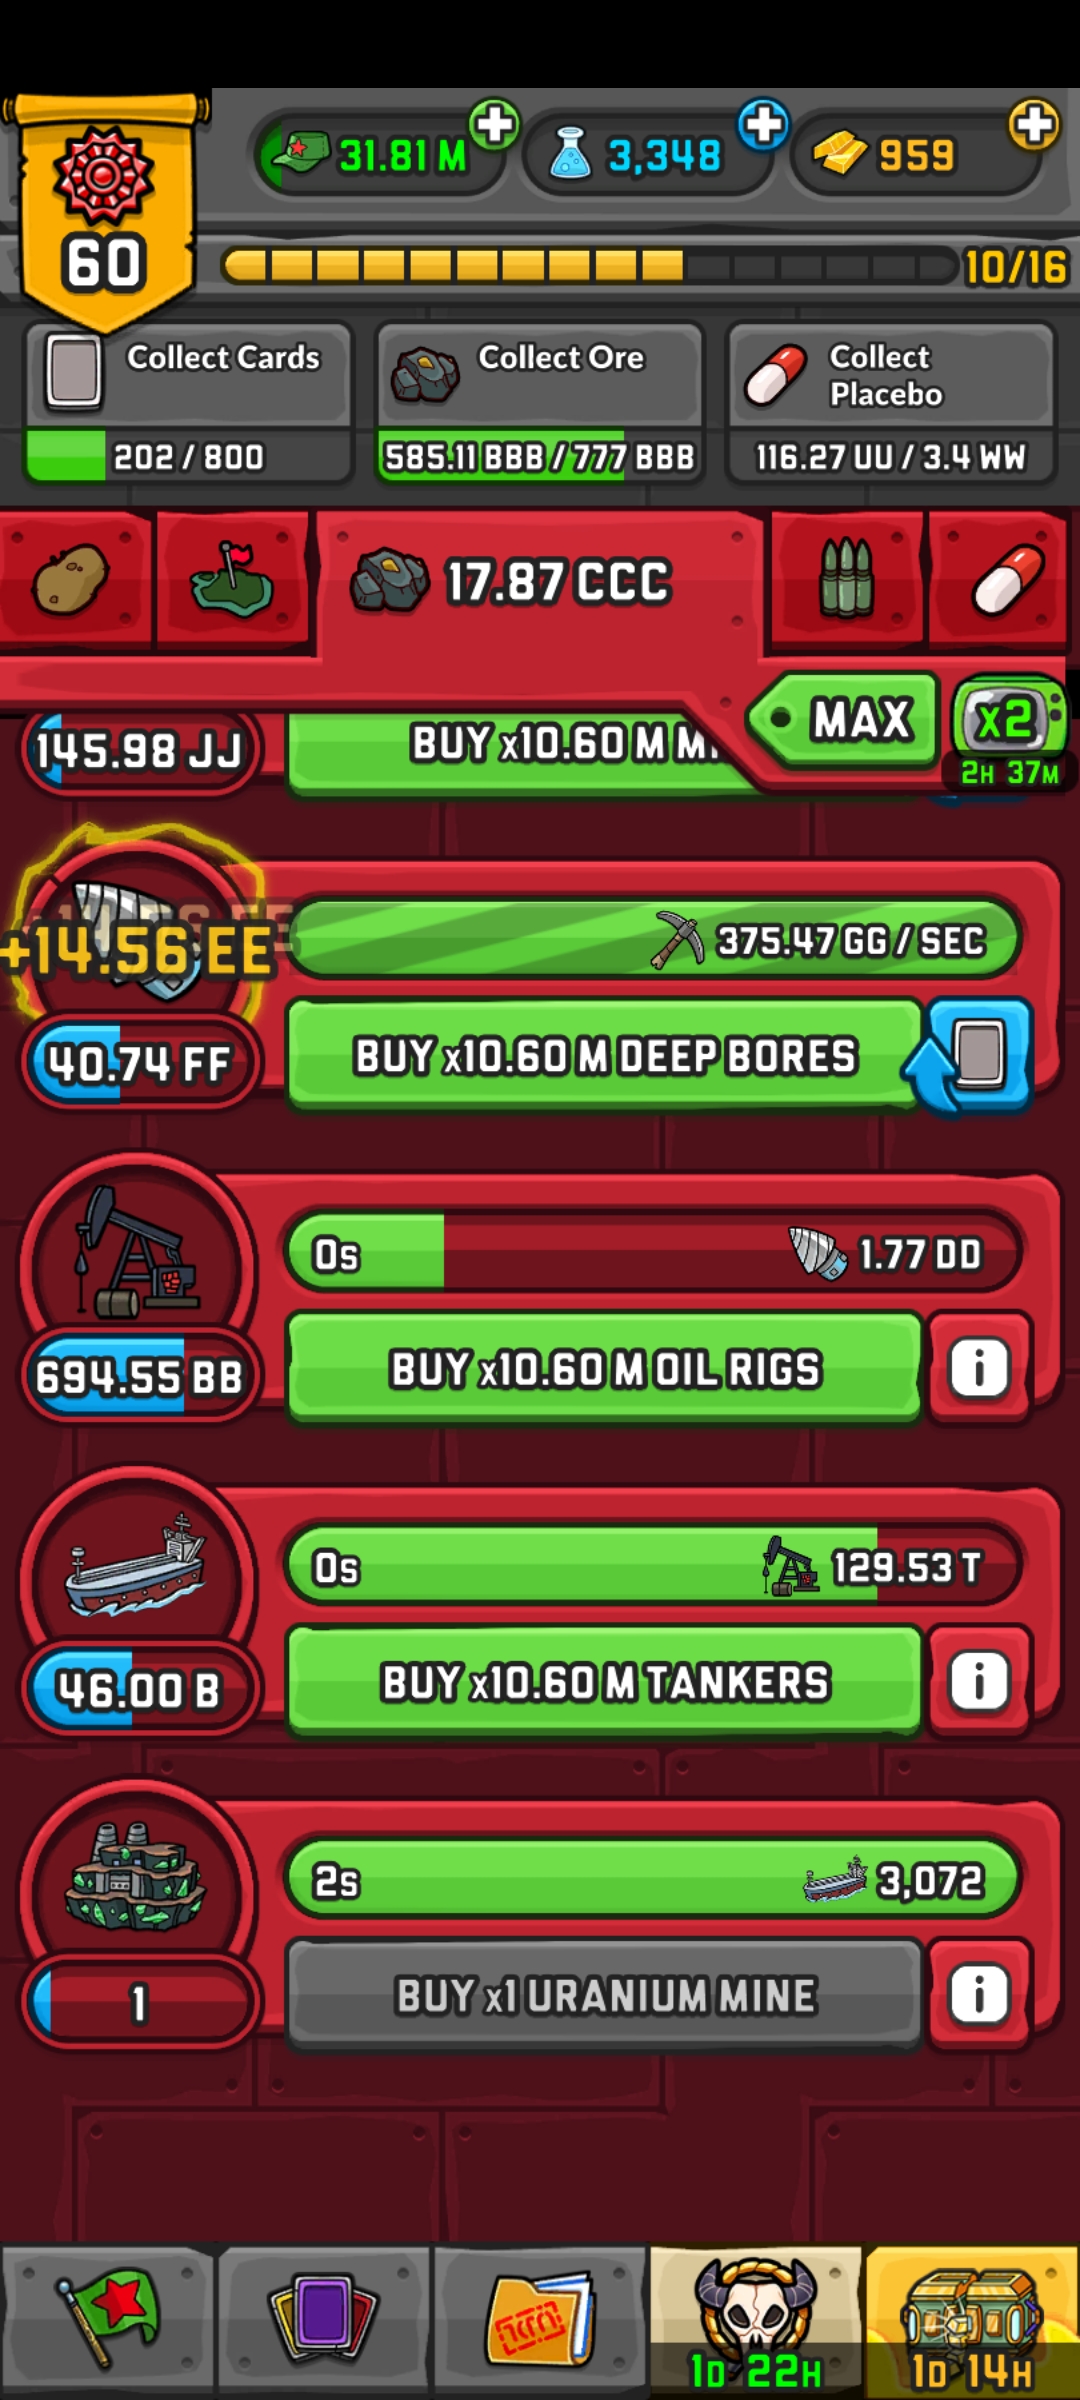 31.81 M
3,348
959
60
10/16
Collect Cards
202 / 800
Collect Ore
585.11 BBB / 777 BBB
Collect
Placebo
116.27 UU / 3.4 WW
17.87 CCC
MAX
x2
2H 37M
145.98 JJ
BUY x10.60 M
+14.56 EE
375.47 GG / SEC
40.74 FF
BUY x10.60 M DEEP BORES
0s
1.77 DD
694.55 BB
BUY x10.60 M OIL RIGS
i
0s
129.53 T
46.00 B
BUY x10.60 M TANKERS
i
2s
3,072
1
BUY x1 URANIUM MINE
i
1D 22H
1D 14H